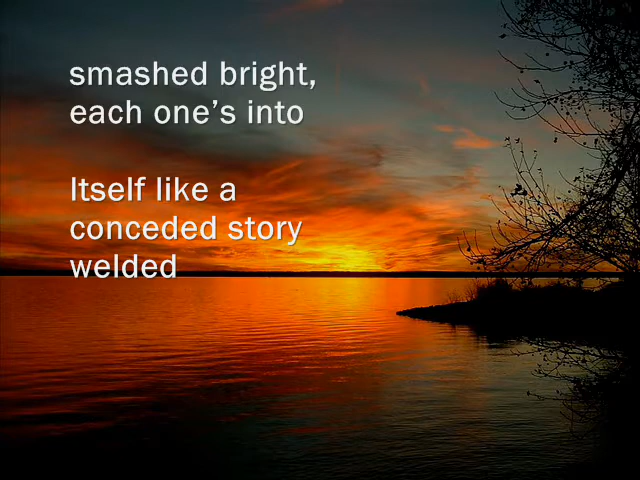 smashed bright,
each one’s into
Itself like a
conceded story
welded